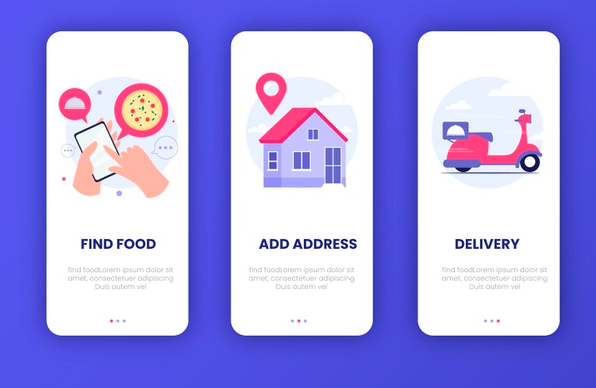 FIND FOOD
find foodLorem ipsum dolor sit
amet, consectetuer adipiscing
Duis autem vel
ADD ADDRESS
find foodLorem ipsum dolor sit
amet, consectetuer adipiscing
Duis autem vel
DELIVERY
find foodLorem ipsum dolor sit
amet, consectetuer adipiscing
Duis autem vel